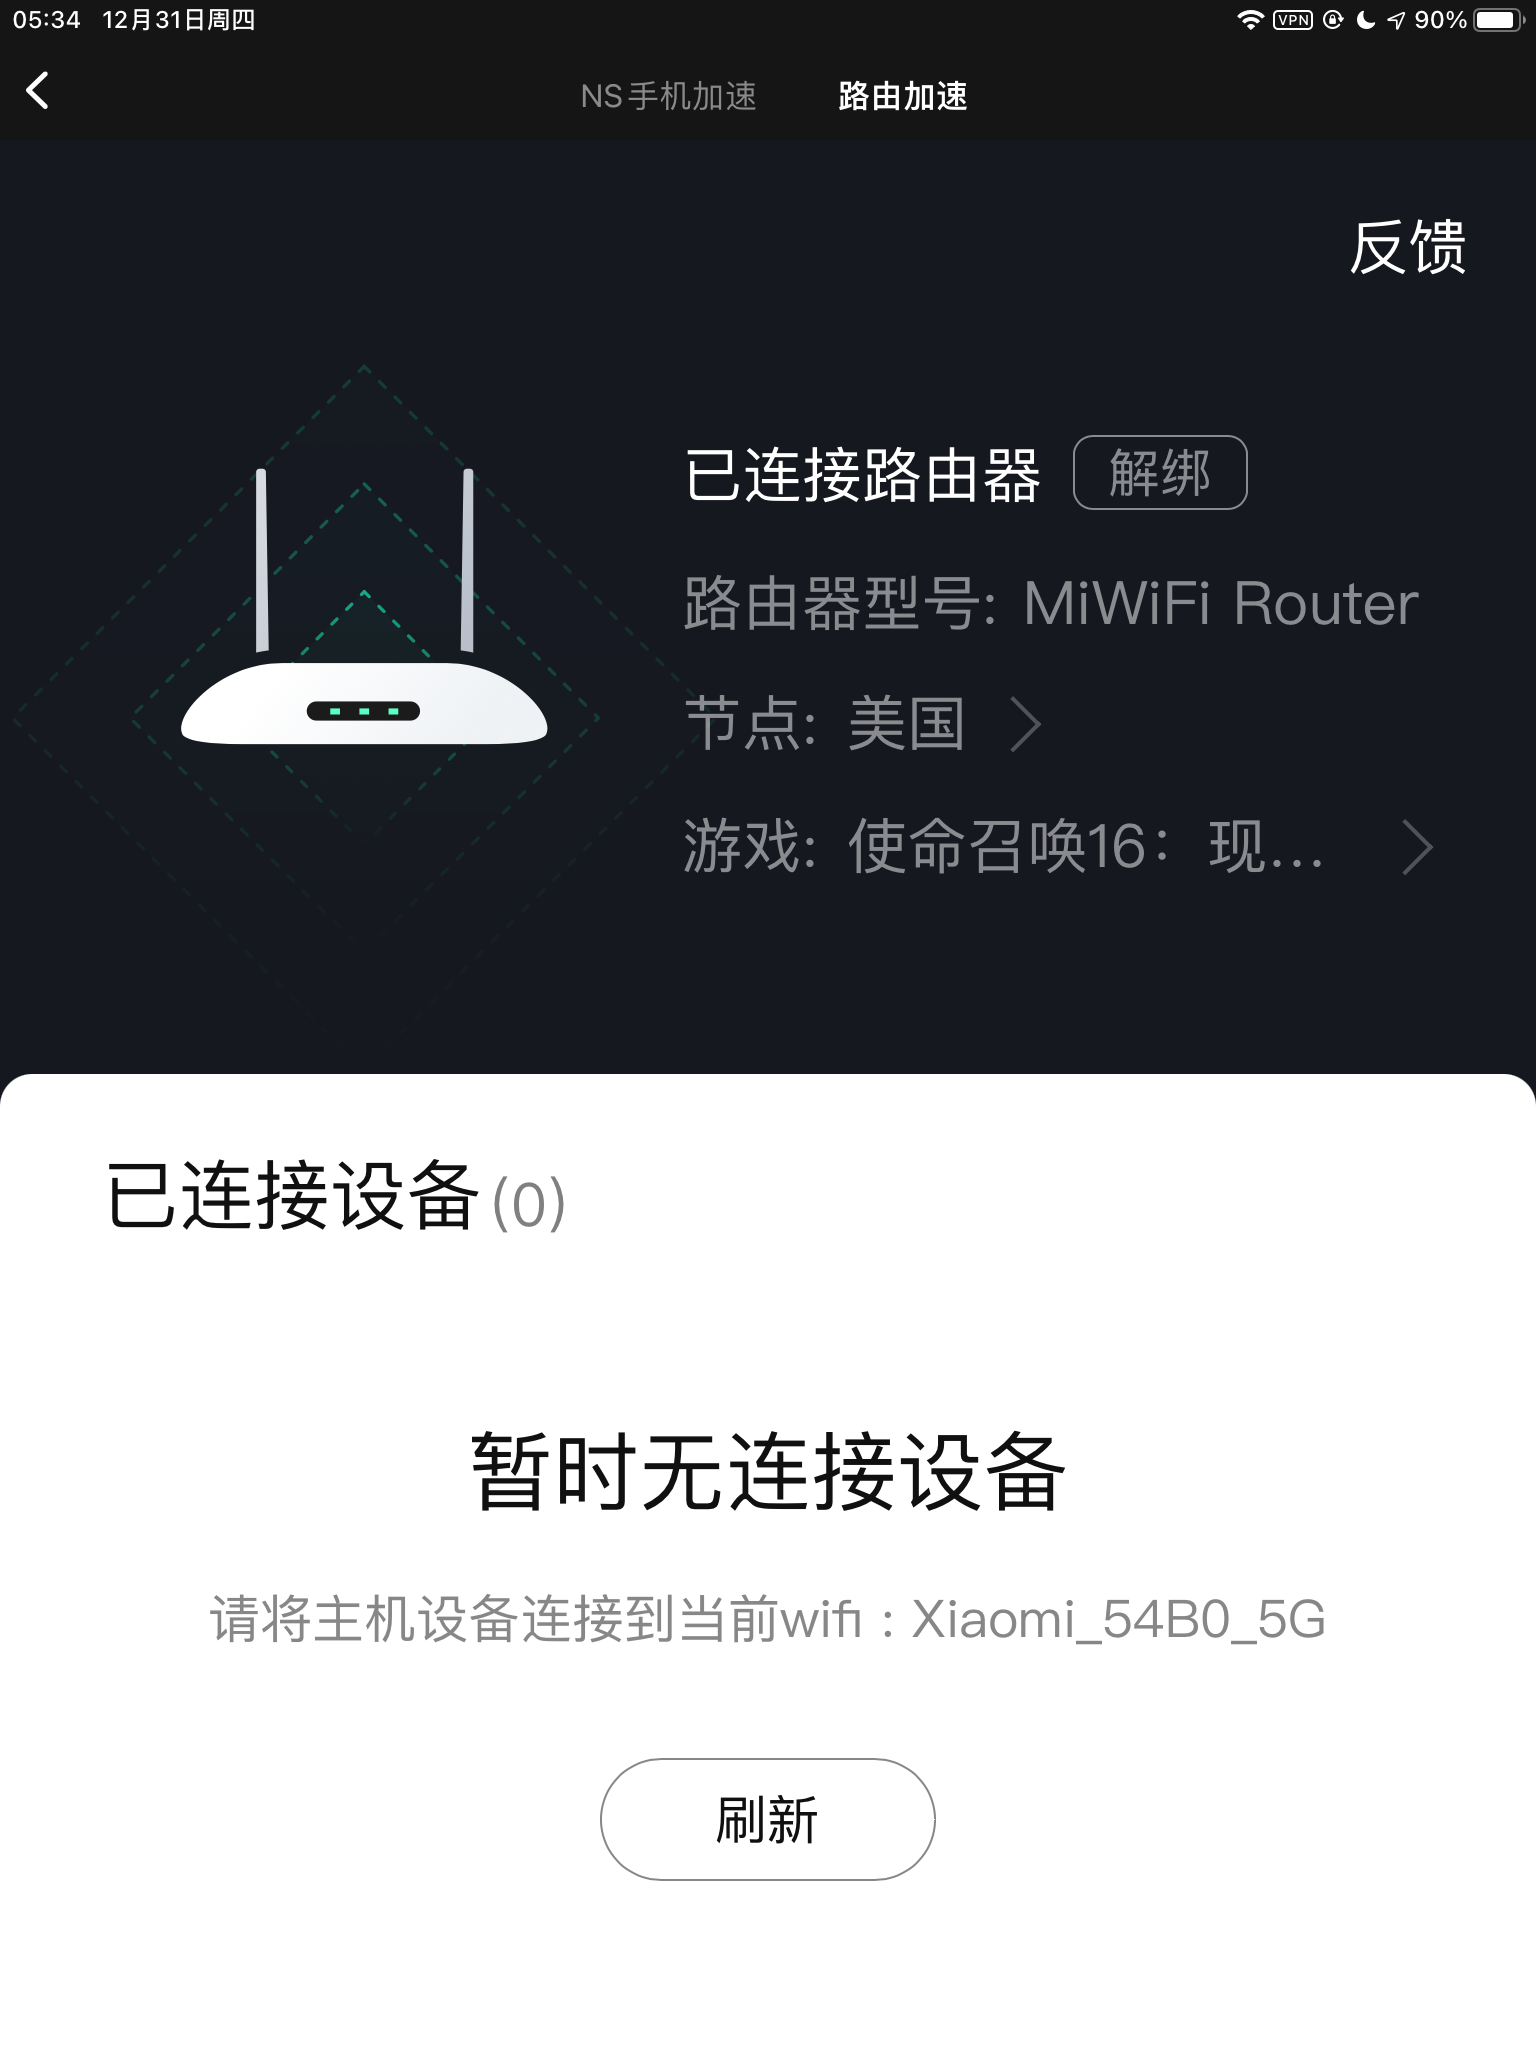 05:34 12月31日周四 VPN 90%
NS手机加速 路由加速
反馈
已连接路由器 解绑
路由器型号: MiWiFi Router
节点: 美国
游戏: 使命召唤16：现...
已连接设备(0)
暂时无连接设备
请将主机设备连接到当前wifi : Xiaomi_54B0_5G
刷新